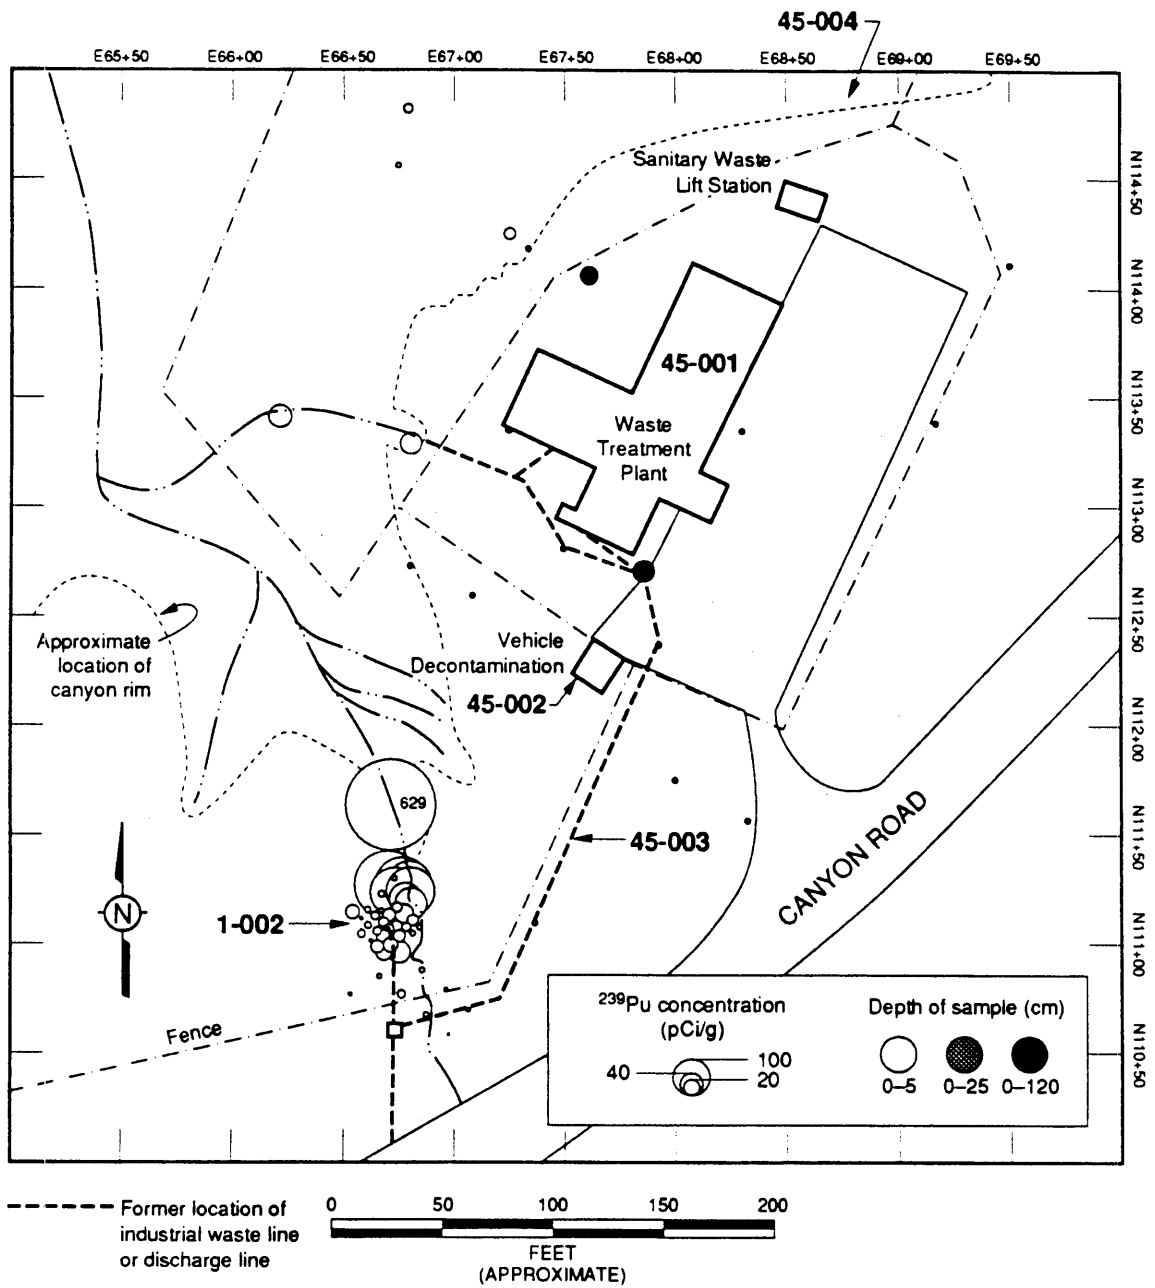 45-004
E65+50 E66+00 E66+50 E67+00 E67+50 E68+00 E68+50 E69+00 E69+50
Sanitary Waste
Lift Station
N114+50
N114+00
45-001
Waste
Treatment
Plant
N113+50
N113+00
N112+50
Approximate
location of
canyon rim
Vehicle
Decontamination
45-002
N112+00
629
45-003
CANYON ROAD
N111+50
N
1-002
N111+00
Fence
239Pu concentration
(pCi/g)
40
100
20
Depth of sample (cm)
0–5 0–25 0–120
N110+50
Former location of
industrial waste line
or discharge line
0 50 100 150 200
FEET
(APPROXIMATE)